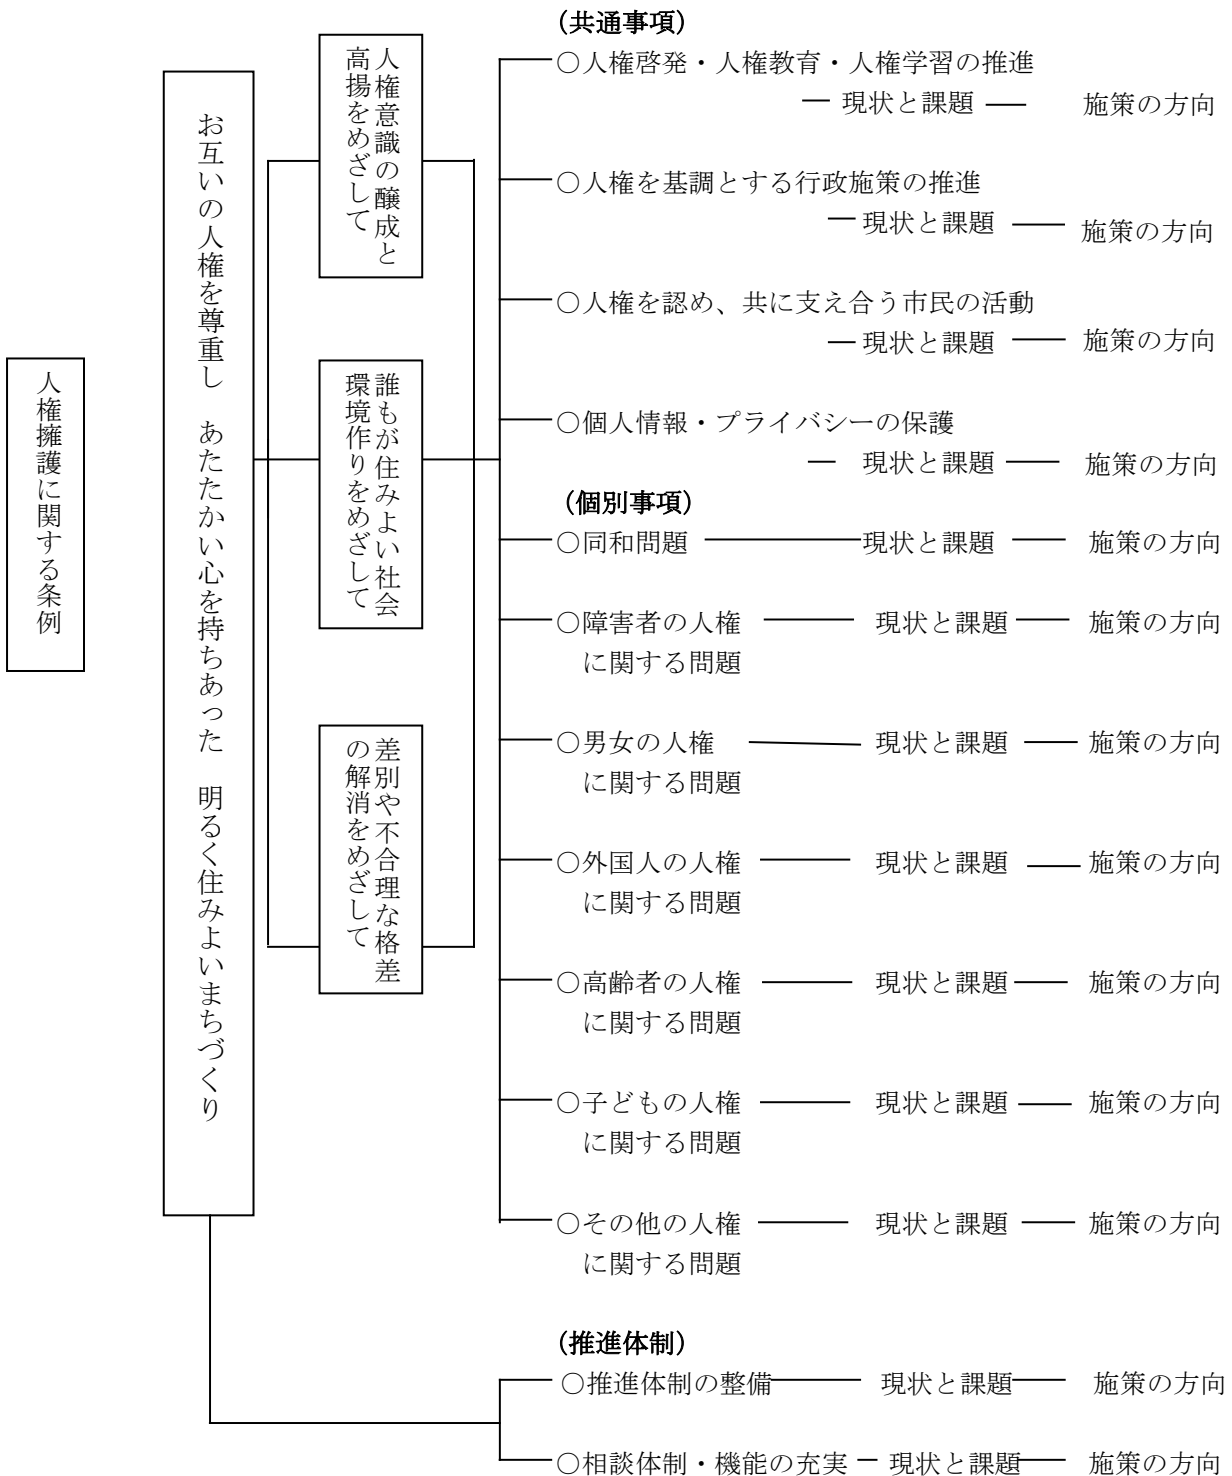 人権擁護に関する条例
お互いの人権を尊重し　あたたかい心を持ちあった　明るく住みよいまちづくり
人権意識の醸成と
高揚をめざして
誰もが住みよい社会
環境作りをめざして
差別や不合理な格差
の解消をめざして
（共通事項）
○人権啓発・人権教育・人権学習の推進
現状と課題　施策の方向
○人権を基調とする行政施策の推進
現状と課題　施策の方向
○人権を認め、共に支え合う市民の活動
現状と課題　施策の方向
○個人情報・プライバシーの保護
現状と課題　施策の方向
（個別事項）
○同和問題　現状と課題　施策の方向
○障害者の人権　現状と課題　施策の方向
に関する問題
○男女の人権　現状と課題　施策の方向
に関する問題
○外国人の人権　現状と課題　施策の方向
に関する問題
○高齢者の人権　現状と課題　施策の方向
に関する問題
○子どもの人権　現状と課題　施策の方向
に関する問題
○その他の人権　現状と課題　施策の方向
に関する問題
（推進体制）
○推進体制の整備　現状と課題　施策の方向
○相談体制・機能の充実　現状と課題　施策の方向